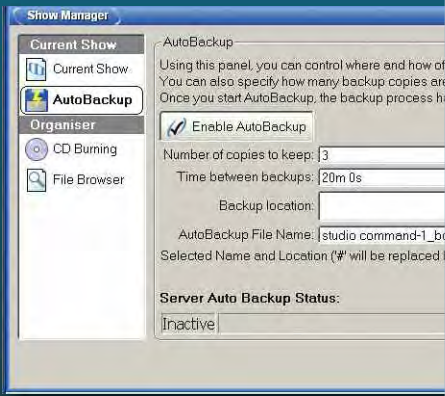 Show Manager
Current Show
Current Show
AutoBackup
Organiser
CD Burning
File Browser
AutoBackup
Using this panel, you can control where and how of
You can also specify how many backup copies are
Once you start AutoBackup, the backup process h
Enable AutoBackup
Number of copies to keep: 3
Time between backups: 20m 0s
Backup location:
AutoBackup File Name: studio command-1_bo
Selected Name and Location ('#' will be replaced
Server Auto Backup Status:
Inactive